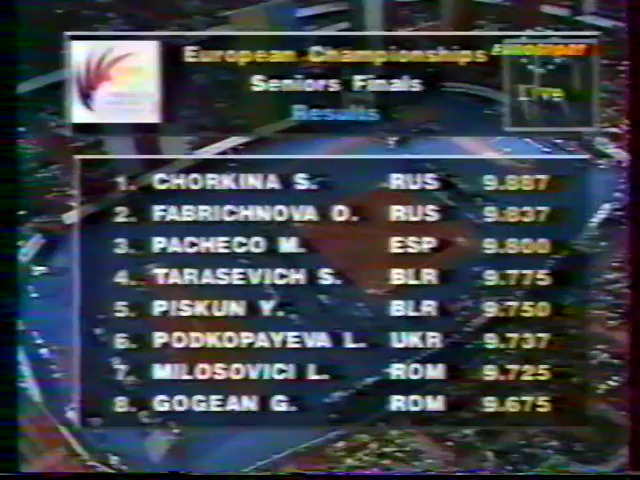 European Championships
EUROSPORT
Seniors Finals
Live
Results
1. CHORKINA S. RUS 9.887
2. FABRICHNOVA O. RUS 9.837
3. PACHECO M. ESP 9.800
4. TARASEVICH S. BLR 9.775
5. PISKUN Y. BLR 9.750
6. PODKOPAYEVA L. UKR 9.737
7. MILOSOVICI L. ROM 9.725
8. GOGEAN G. ROM 9.675